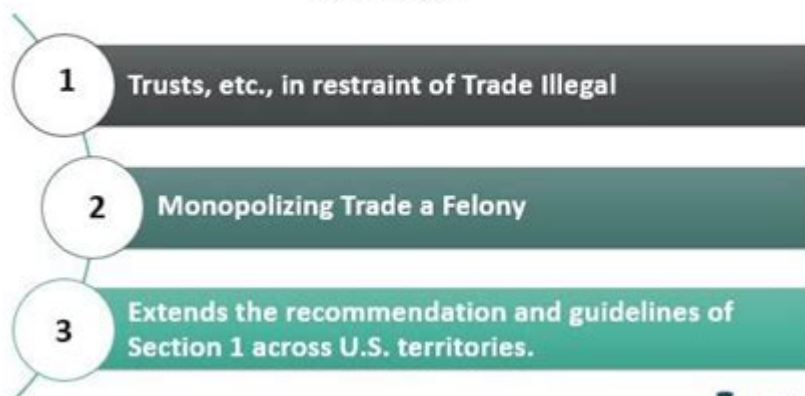 1
Trusts, etc., in restraint of Trade Illegal
2
Monopolizing Trade a Felony
3
Extends the recommendation and guidelines of
Section 1 across U.S. territories.